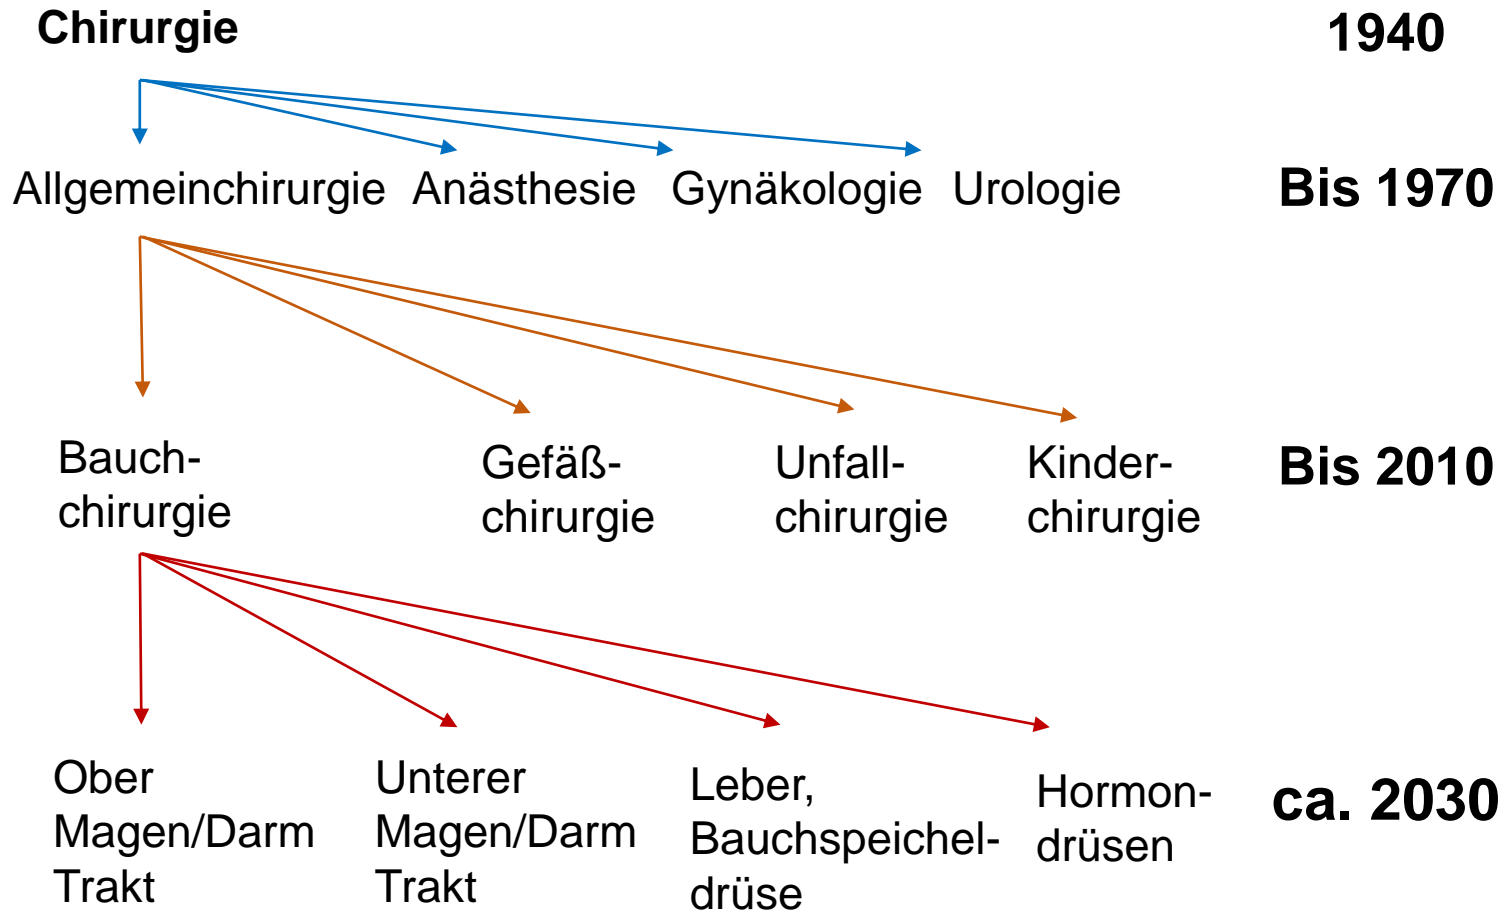 Chirurgie 1940
Allgemeinchirurgie Anästhesie Gynäkologie Urologie Bis 1970
Bauch-
chirurgie
Gefäß-
chirurgie
Unfall-
chirurgie
Kinder-
chirurgie
Bis 2010
Ober
Magen/Darm
Trakt
Unterer
Magen/Darm
Trakt
Leber,
Bauchspeichel-
drüse
Hormon-
drüsen
ca. 2030